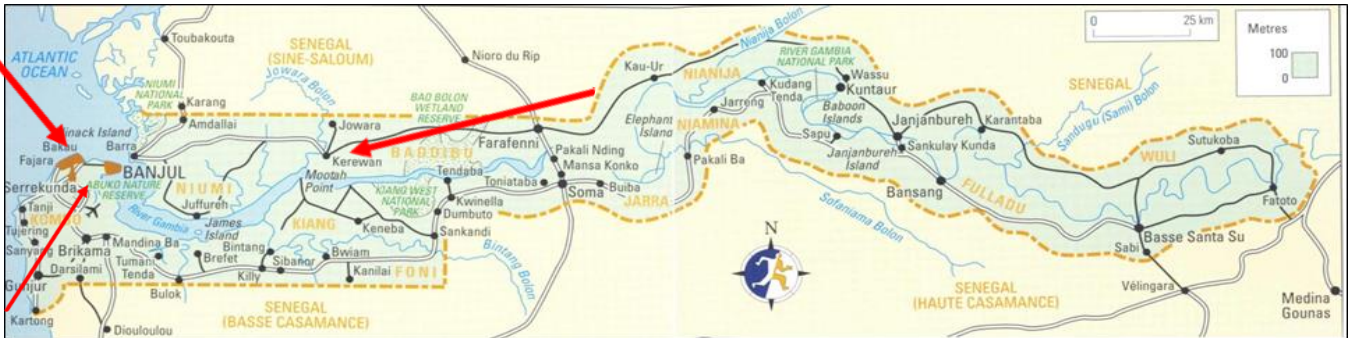 ATLANTIC
OCEAN
Toubakouta
SENEGAL
(SINE-SALOUM)
Nioro du Rip
Jowara Bolon
NIUMI
NATIONAL
PARK
Karang
Amdallai
BAO BOLON
WETLAND
RESERVE
Kau-Ur
NIANIJA
Nianija Bolon
RIVER GAMBIA
NATIONAL PARK
Wassu
Kuntaur
0
25 km
Metres
100
0
SENEGAL
Sandugu (Sami) Bolon
Bakau
Fajara
Barra
BANJUL
Serrekunda
ABUKO NATURE
RESERVE
Jowara
Kerewan
BADDIBU
Farafenni
Elephant
Island
Jarreng
NIAMINA
Kudang
Tenda
Baboon
Islands
Sapu
Janjanbureh
Janjanbureh
Island
Sankulay Kunda
Karantaba
WULI
Sutukoba
Fatoto
Tanji
KOMBO
Tujering
Sanyang
Brikama
Gunjur
Darsilami
Kartong
Diouloulou
River Gambia
NIUMI
Juffureh
James
Island
Mootah
Point
KIANG
Keneba
KIANG WEST
NATIONAL
PARK
Tendaba
Kwinella
Dumbuto
Sankandi
Toniataba
Pakali Nding
Mansa Konko
Soma
Buiba
JARRA
Pakali Ba
Mandina Ba
Tumani
Tenda
Brefet
Bintang
Bulok
Killy
Sibanor
Bwiam
Kanilai
FONI
Bintang Bolon
SENEGAL
(BASSE CASAMANCE)
N
Sofaniama Bolon
Bansang
FULLADU
Basse Santa Su
Sabi
Vélingara
SENEGAL
(HAUTE CASAMANCE)
Medina
Gounas